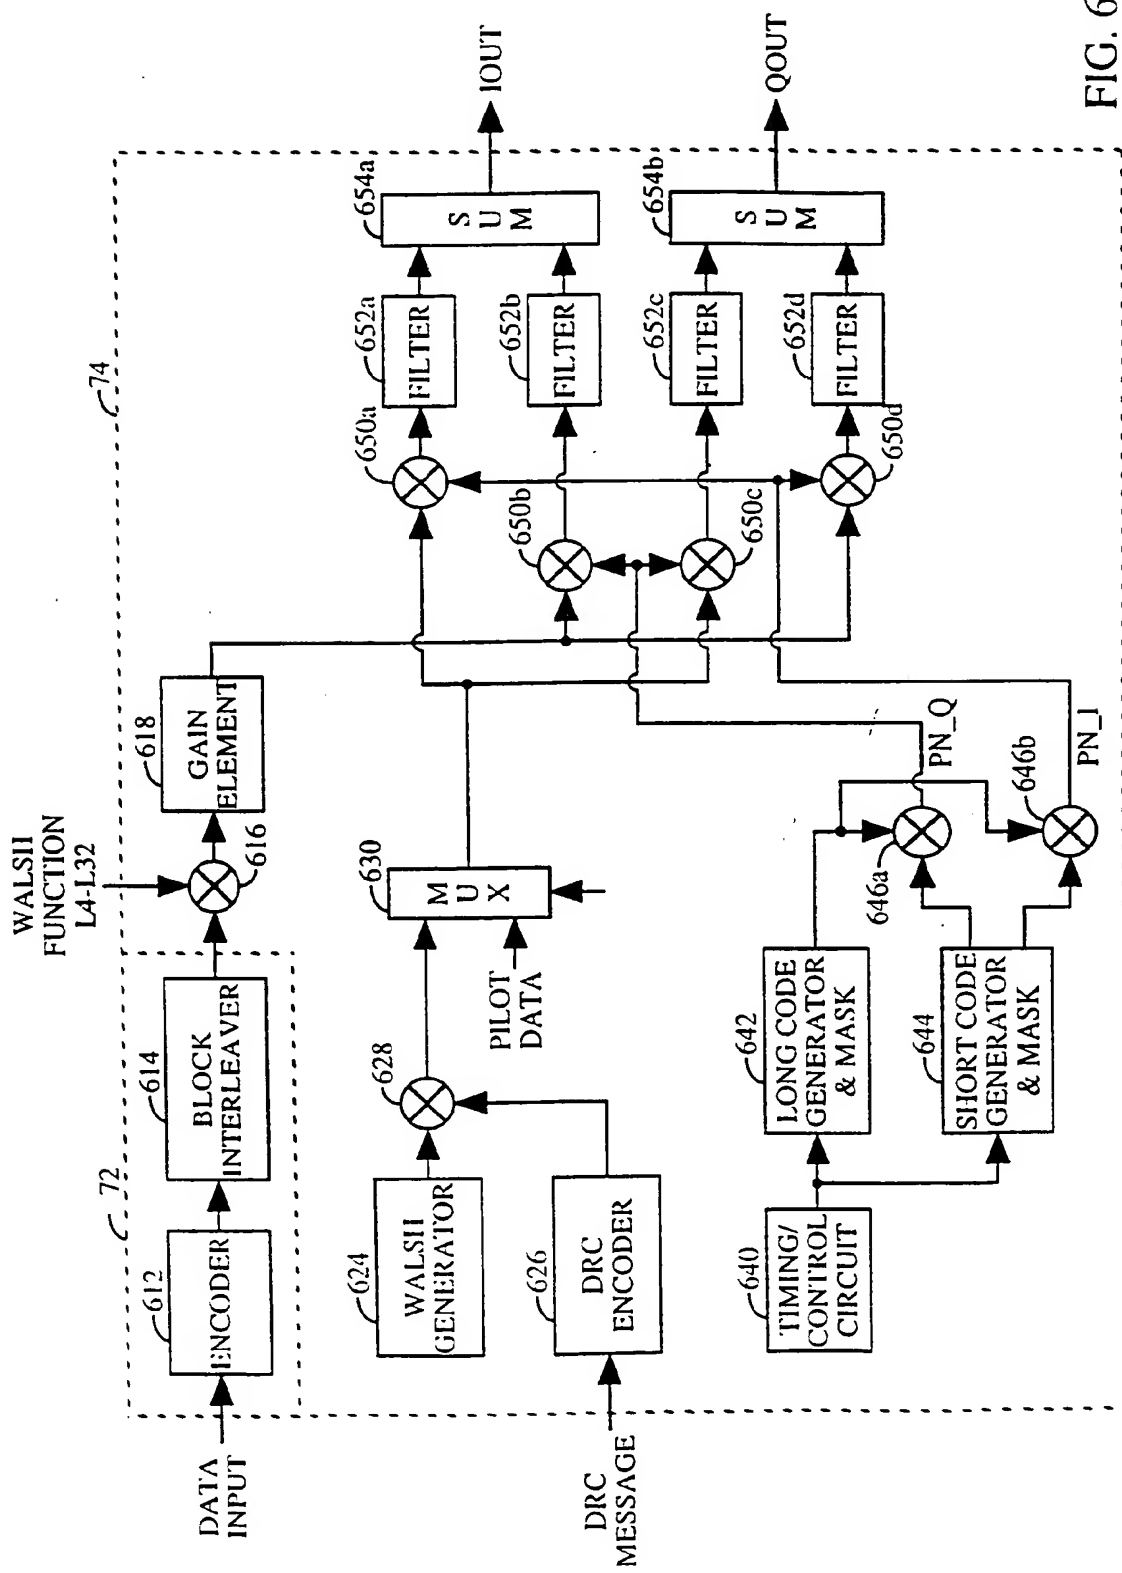 WALSH
FUNCTION
L4-L32
72
74
DATA
INPUT
612
ENCODER
614
BLOCK
INTERLEAVER
616
618
GAIN
ELEMENT
624
WALSH
GENERATOR
628
630
MUX
PILOT
DATA
DRC
MESSAGE
626
DRC
ENCODER
640
TIMING/
CONTROL
CIRCUIT
642
LONG CODE
GENERATOR
& MASK
644
SHORT CODE
GENERATOR
& MASK
646a
646b
PN_Q
PN_I
650a
650b
650c
650d
652a
FILTER
652b
FILTER
652c
FILTER
652d
FILTER
654a
SUM
654b
SUM
IOUT
QOUT
FIG. 6